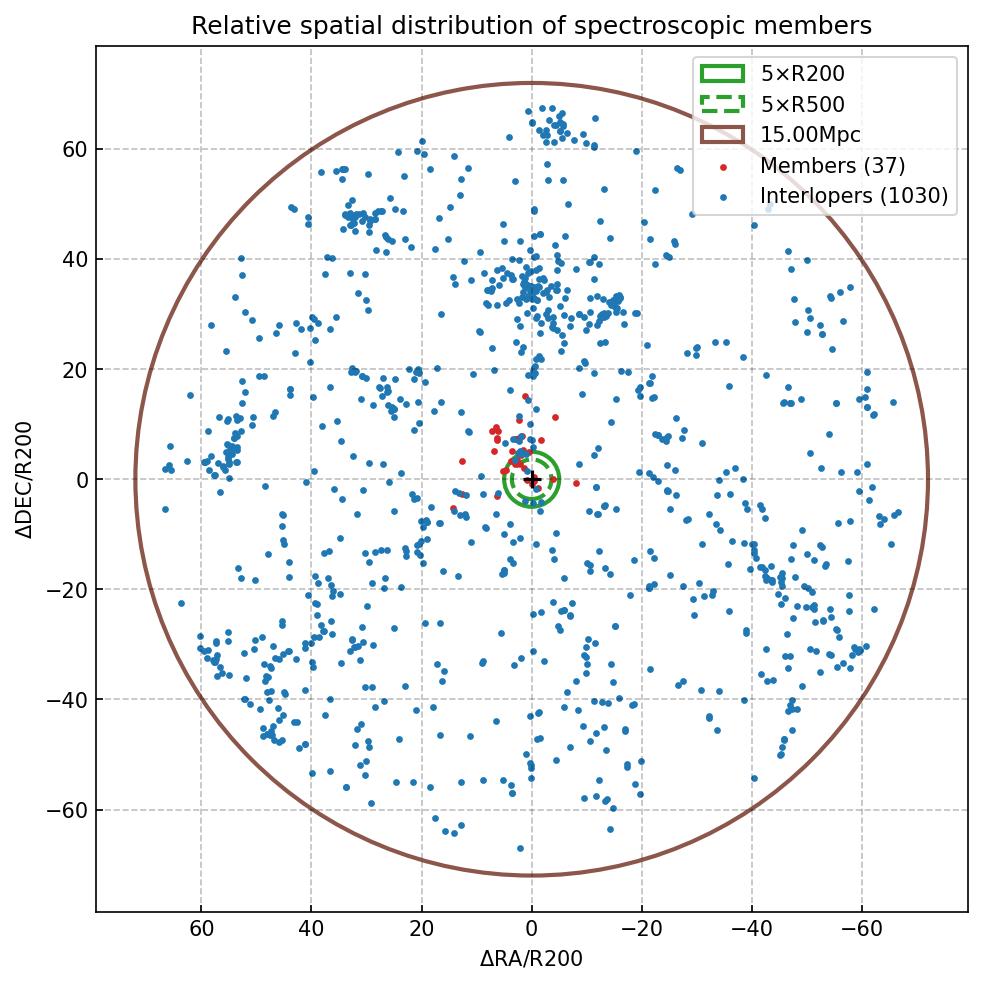 Relative spatial distribution of spectroscopic members
5×R200
5×R500
15.00Mpc
Members (37)
Interlopers (1030)
60
40
20
0
−20
−40
−60
ΔDEC/R200
60
40
20
0
−20
−40
−60
ΔRA/R200